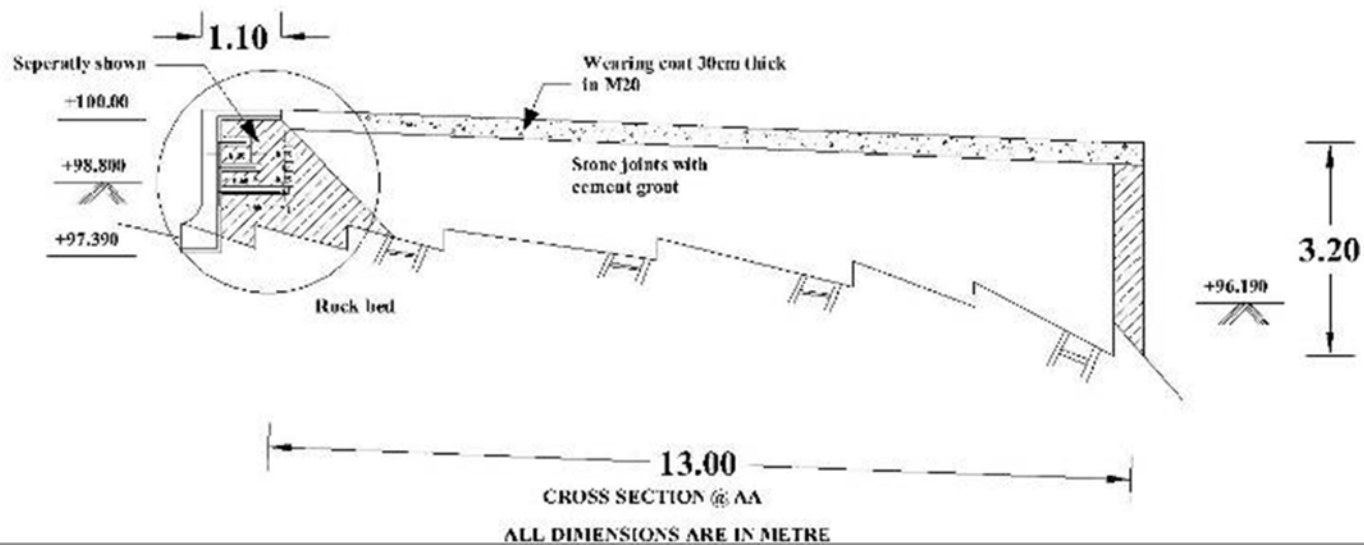 1.10
Seperatly shown
Wearing coat 30cm thick
in M20
+100.00
+98.800
Stone joints with
cement grout
+97.390
3.20
+96.190
Rock bed
13.00
CROSS SECTION @ AA
ALL DIMENSIONS ARE IN METRE